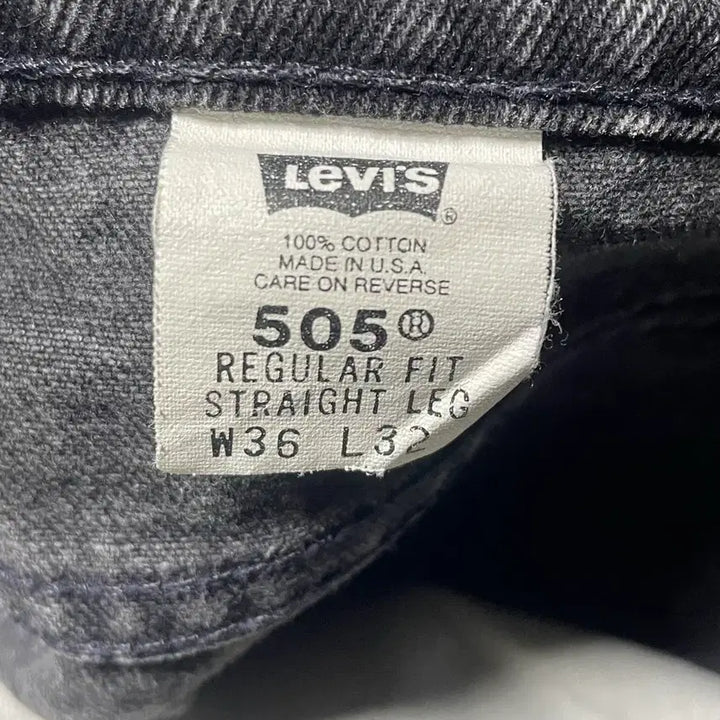 Levi's ®
100% COTTON
MADE IN U.S.A.
CARE ON REVERSE
505®
REGULAR FIT
STRAIGHT LEG
W36 L32